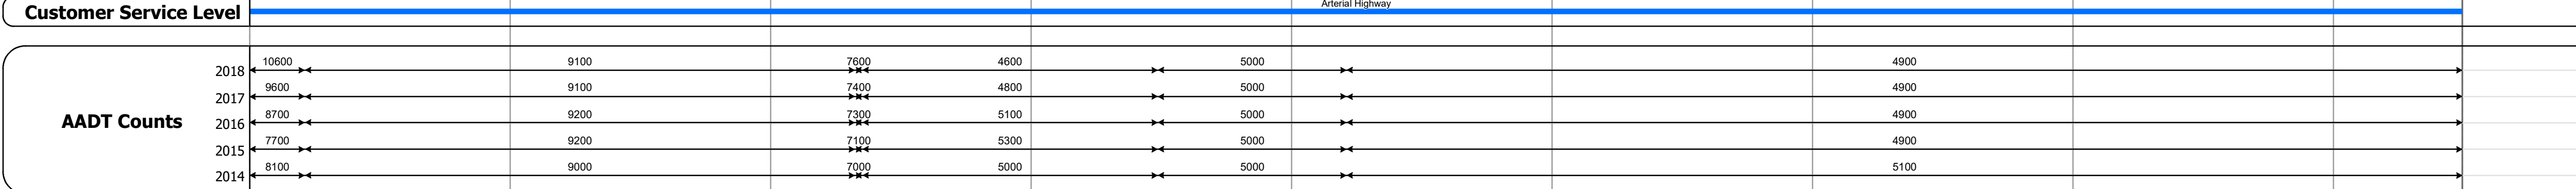 Arterial Highway
Customer Service Level
10600 9100 7600 4600 5000 4900
2018
9600 9100 7400 4800 5000 4900
2017
8700 9200 7300 5100 5000 4900
AADT Counts 2016
7700 9200 7100 5300 5000 4900
2015
8100 9000 7000 5000 5000 5100
2014